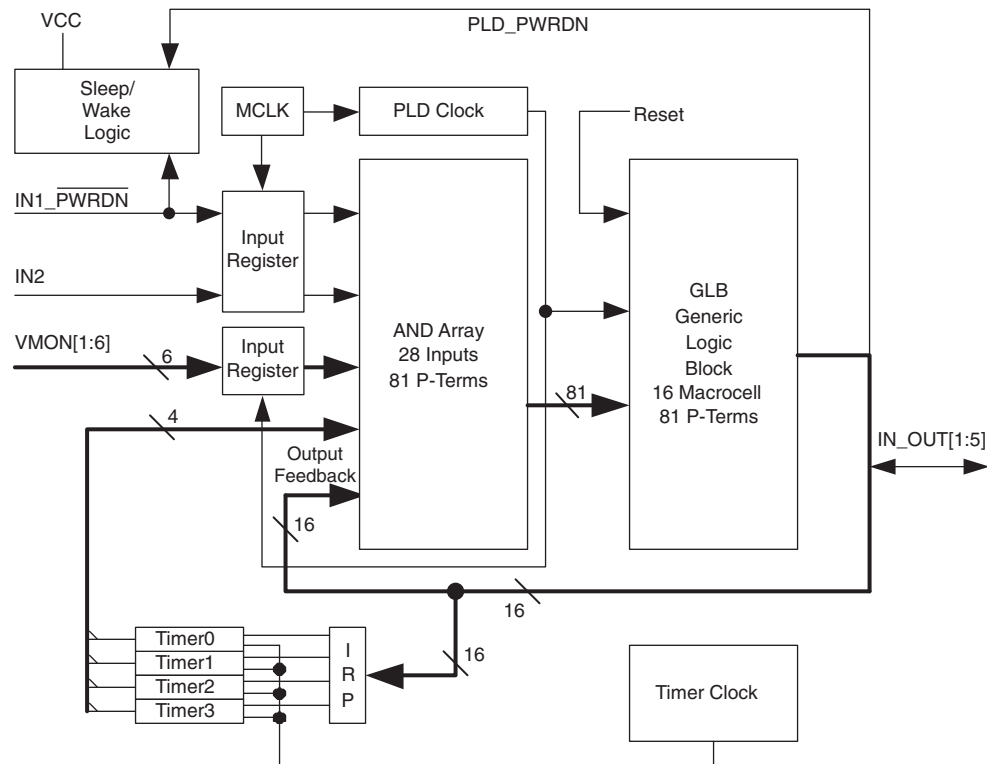 VCC
PLD_PWRDN
Sleep/
Wake
Logic
MCLK
PLD Clock
Reset
IN1_PWRDN
Input
Register
IN2
AND Array
28 Inputs
81 P-Terms
GLB
Generic
Logic
Block
16 Macrocell
81 P-Terms
VMON[1:6]
6
Input
Register
81
4
Output
Feedback
IN_OUT[1:5]
16
16
16
Timer0
Timer1
Timer2
Timer3
I
R
P
Timer Clock